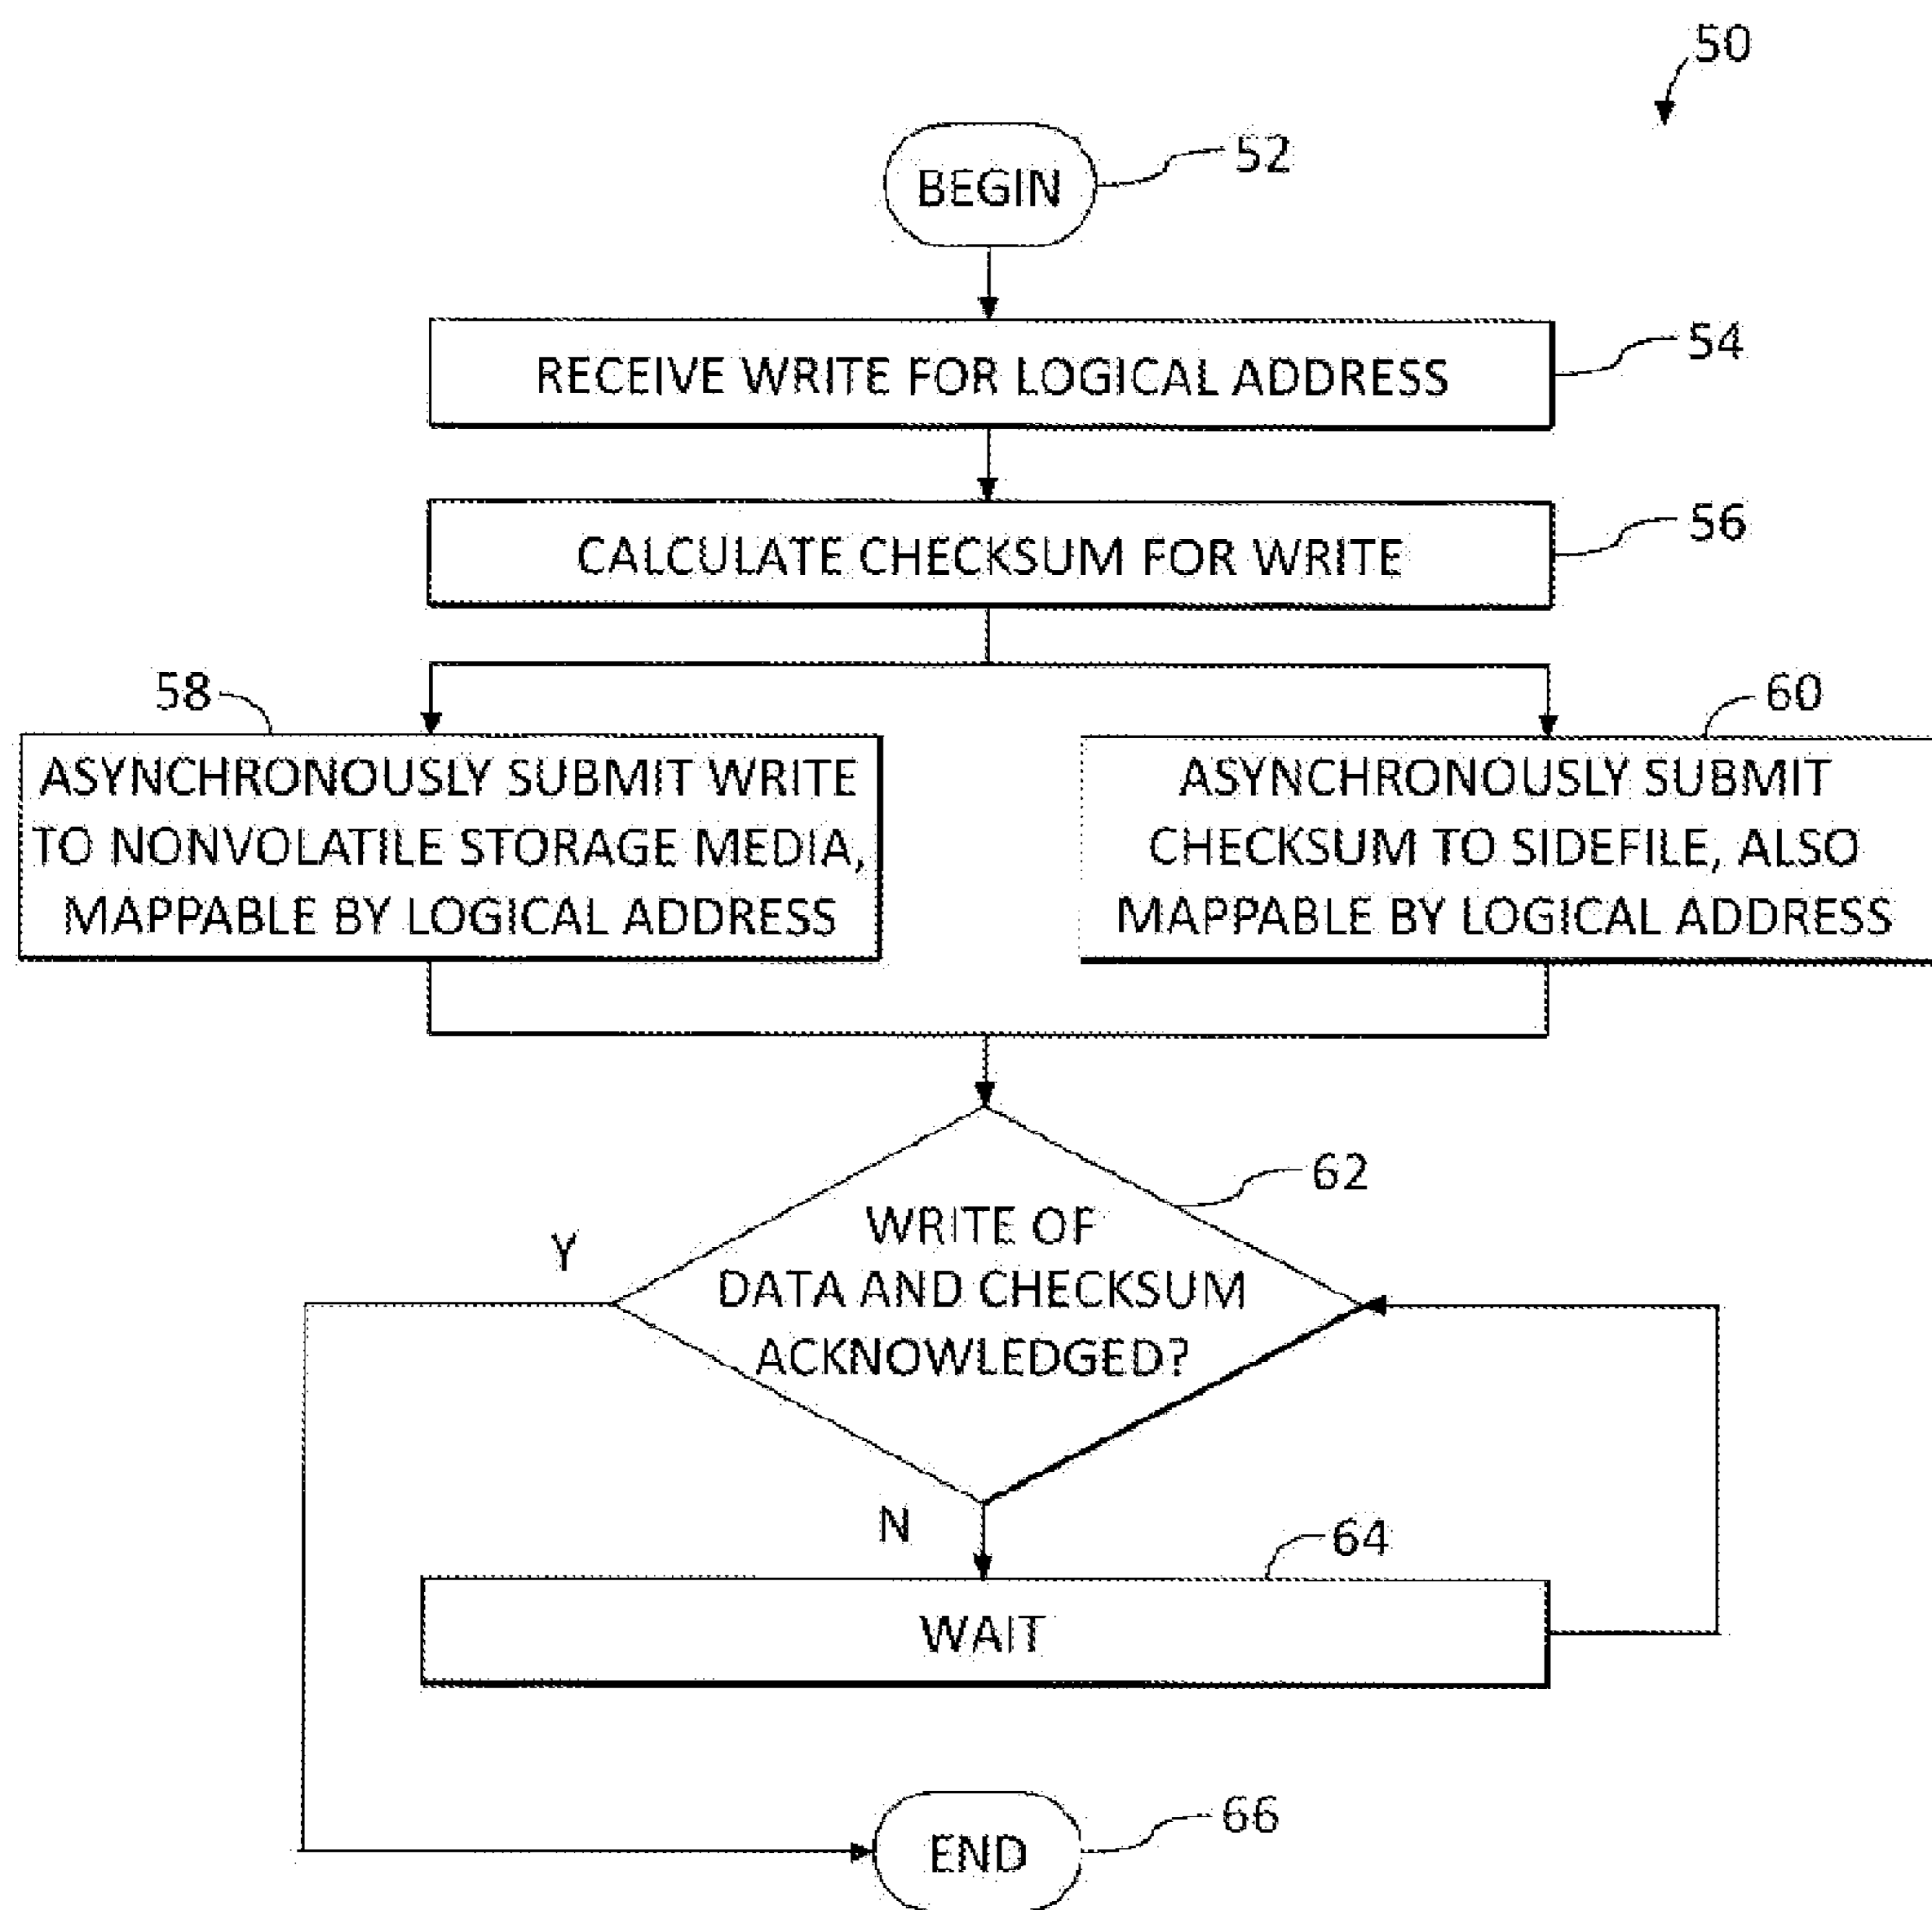 50
BEGIN
52
RECEIVE WRITE FOR LOGICAL ADDRESS
54
CALCULATE CHECKSUM FOR WRITE
56
58
ASYNCHRONOUSLY SUBMIT WRITE
TO NONVOLATILE STORAGE MEDIA,
MAPPABLE BY LOGICAL ADDRESS
60
ASYNCHRONOUSLY SUBMIT
CHECKSUM TO SIDEFILE, ALSO
MAPPABLE BY LOGICAL ADDRESS
62
WRITE OF
DATA AND CHECKSUM
ACKNOWLEDGED?
Y
N
64
WAIT
END
66